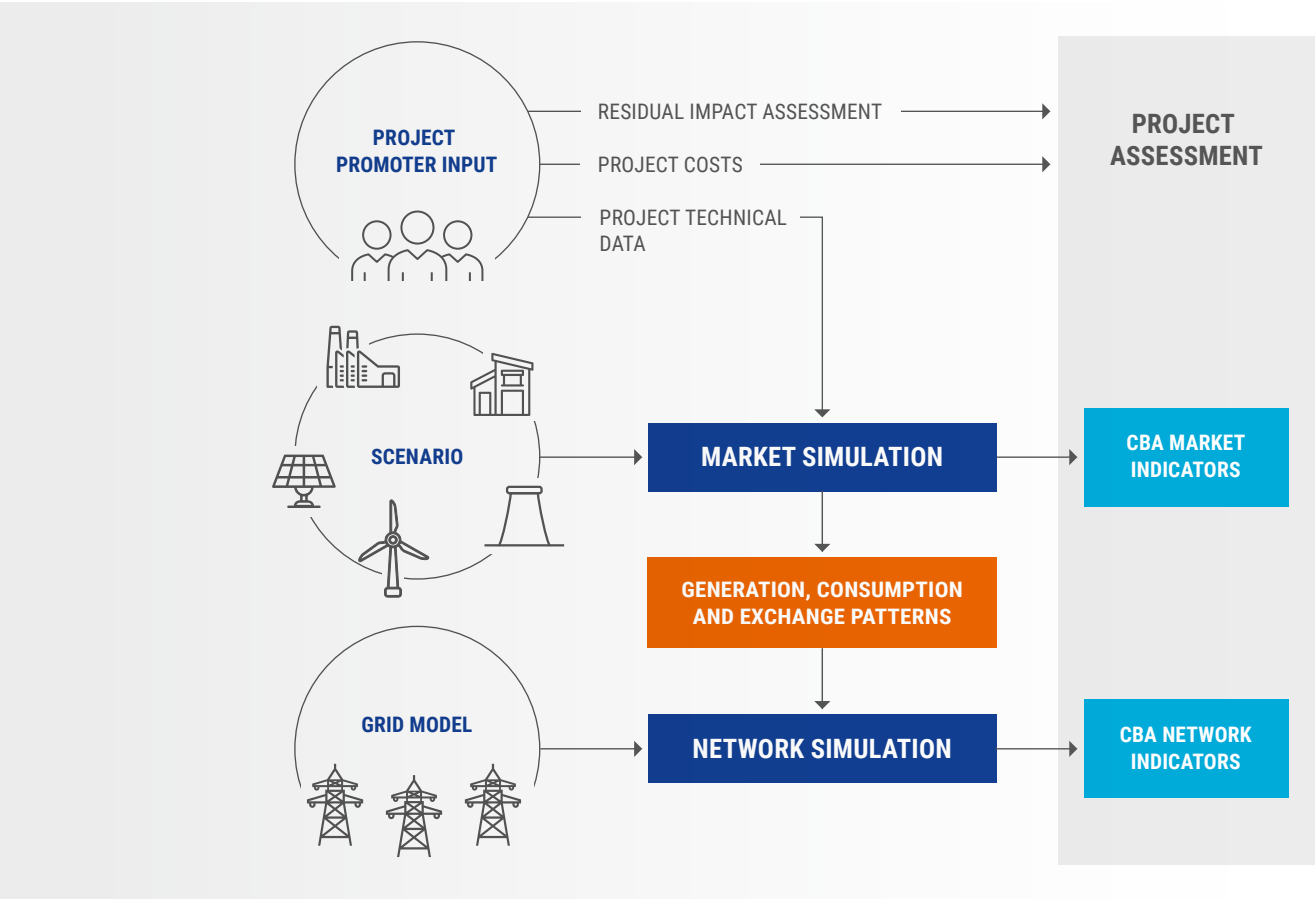 PROJECT
PROMOTER INPUT
RESIDUAL IMPACT ASSESSMENT
PROJECT COSTS
PROJECT TECHNICAL
DATA
PROJECT
ASSESSMENT
SCENARIO
MARKET SIMULATION
CBA MARKET
INDICATORS
GENERATION, CONSUMPTION
AND EXCHANGE PATTERNS
GRID MODEL
NETWORK SIMULATION
CBA NETWORK
INDICATORS